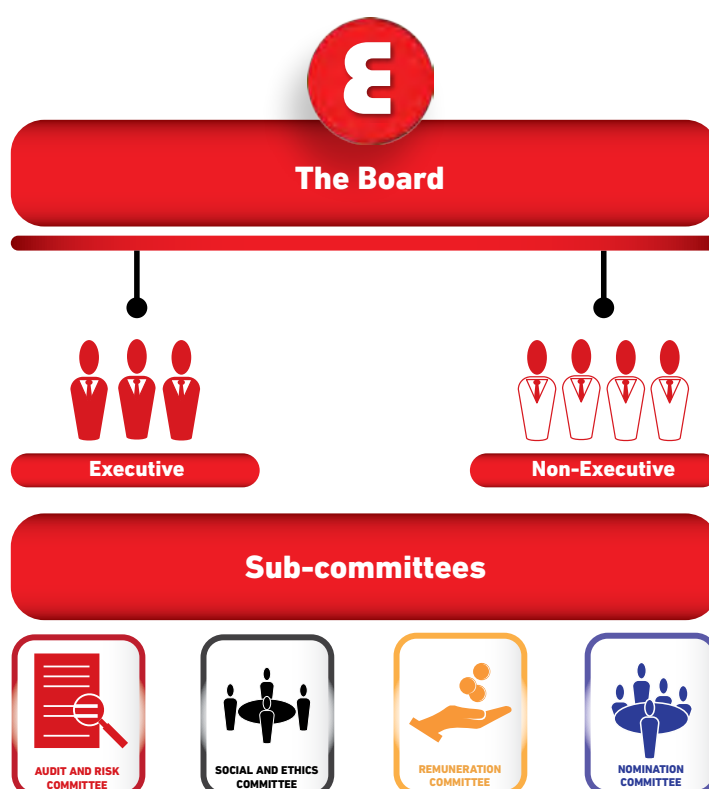 The Board
Executive
Non-Executive
Sub-committees
AUDIT AND RISK
COMMITTEE
SOCIAL AND ETHICS
COMMITTEE
REMUNERATION
COMMITTEE
NOMINATION
COMMITTEE